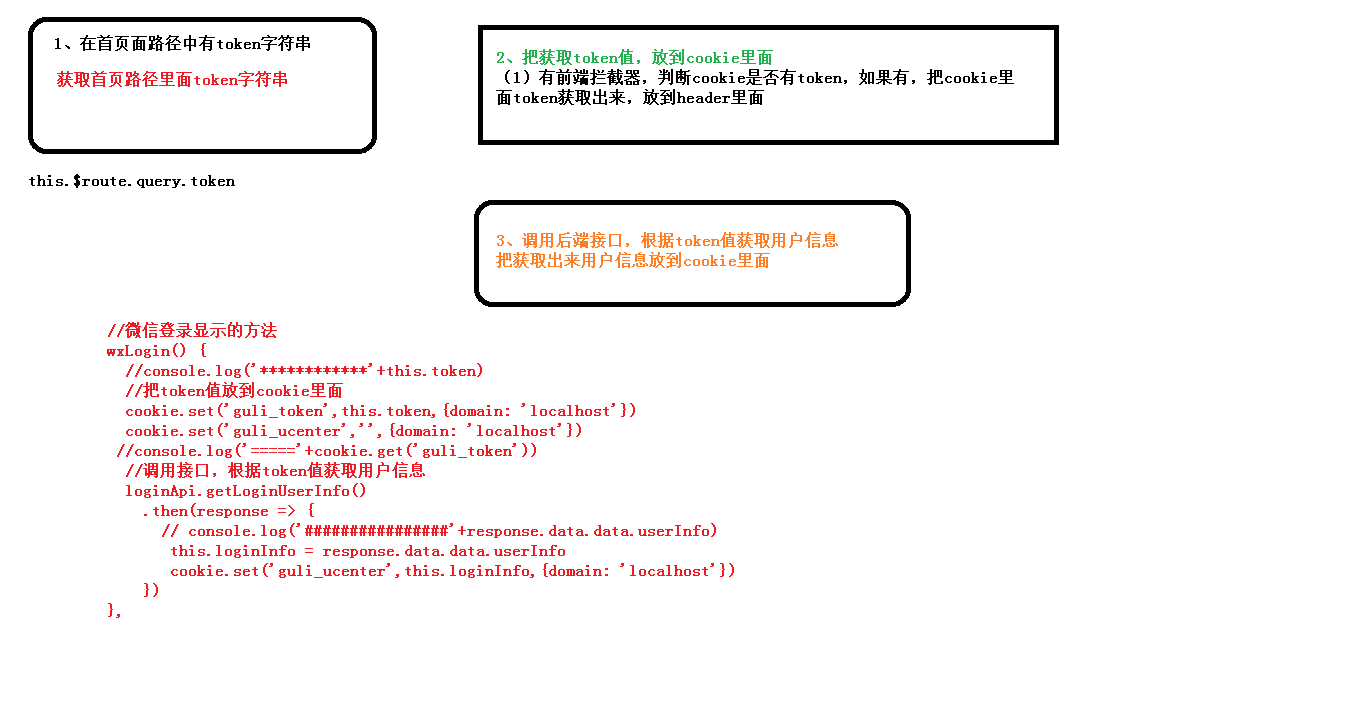 1、在首页面路径中有token字符串
获取首页路径里面token字符串
this.$route.query.token
2、把获取token值，放到cookie里面
（1）有前端拦截器，判断cookie是否有token，如果有，把cookie里
面token获取出来，放到header里面
3、调用后端接口，根据token值获取用户信息
把获取出来用户信息放到cookie里面
//微信登录显示的方法
wxLogin() {
//console.log('************'+this.token)
//把token值放到cookie里面
cookie.set('guli_token',this.token,{domain: 'localhost'})
cookie.set('guli_ucenter','',{domain: 'localhost'})
//console.log('====='+cookie.get('guli_token'))
//调用接口，根据token值获取用户信息
loginApi.getLoginUserInfo()
.then(response => {
// console.log('################'+response.data.data.userInfo)
this.loginInfo = response.data.data.userInfo
cookie.set('guli_ucenter',this.loginInfo,{domain: 'localhost'})
})
},